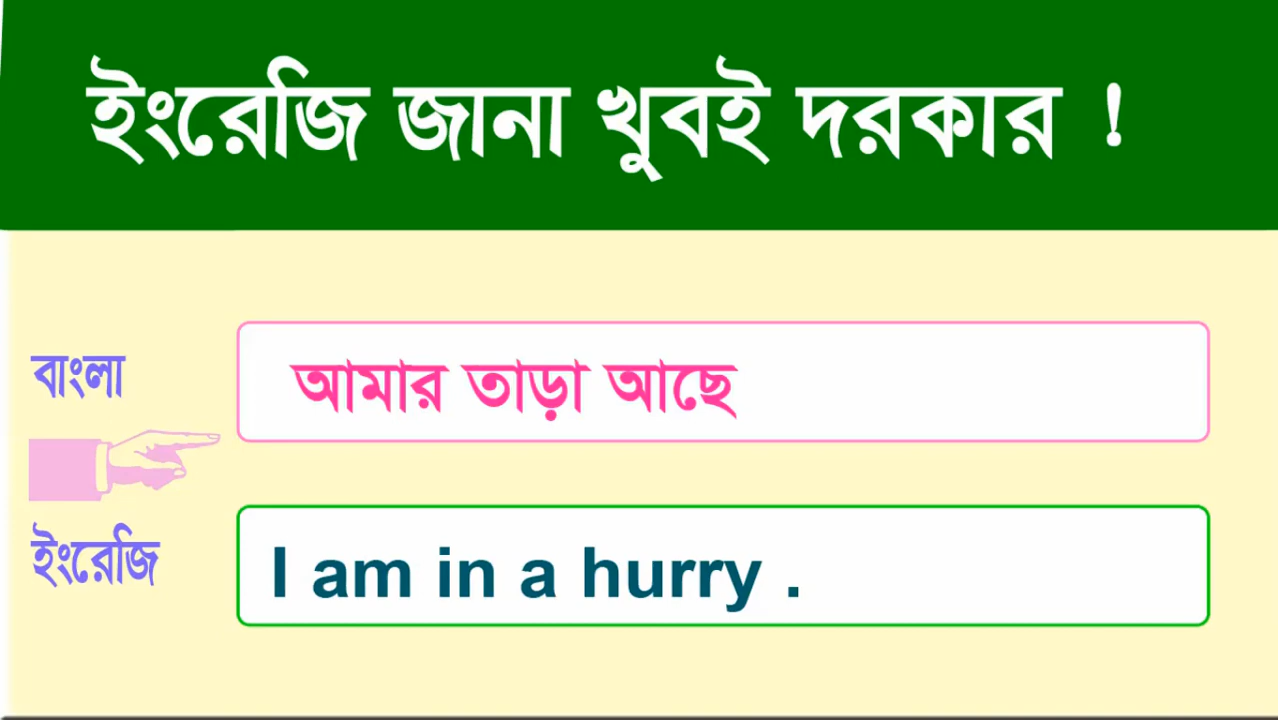 ইংরেজি জানা খুবই দরকার !
বাংলা
আমার তাড়া আছে
ইংরেজি
I am in a hurry .